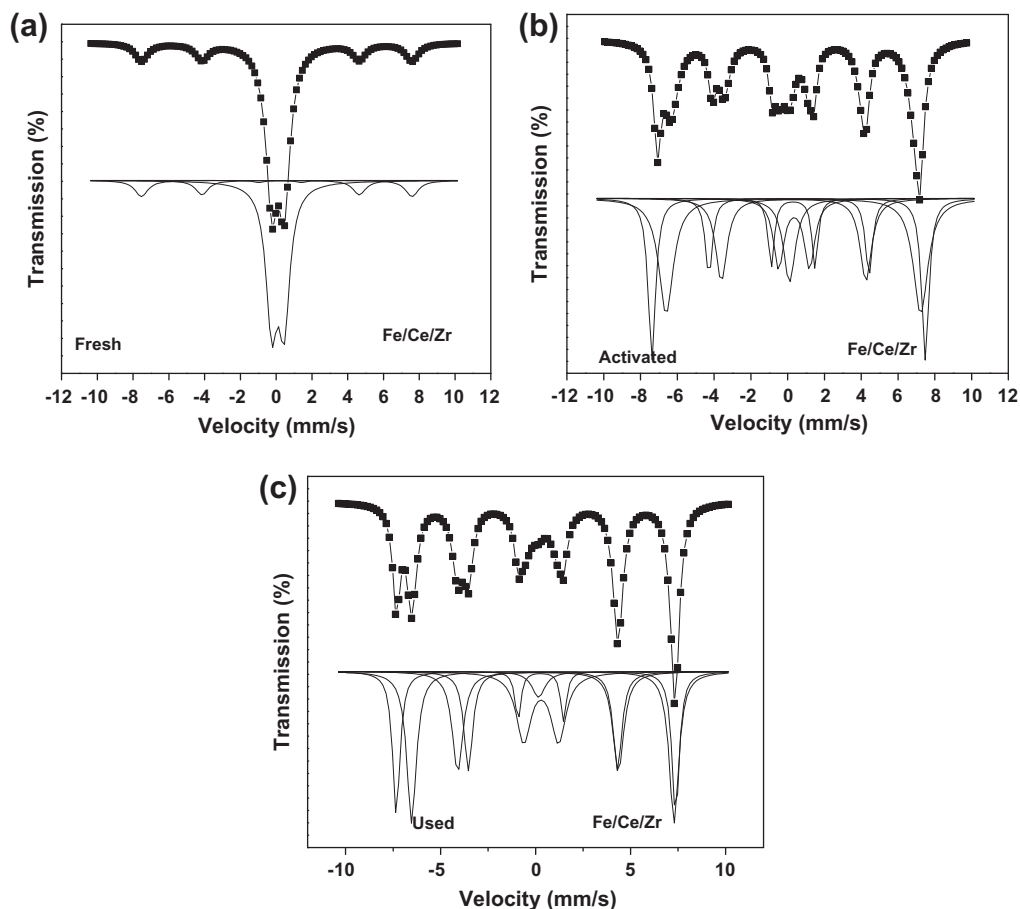 (a)
Transmission (%)
Fresh
Fe/Ce/Zr
-12 -10 -8 -6 -4 -2 0 2 4 6 8 10 12
Velocity (mm/s)
(b)
Transmission (%)
Activated
Fe/Ce/Zr
-12 -10 -8 -6 -4 -2 0 2 4 6 8 10 12
Velocity (mm/s)
(c)
Transmission (%)
Used
Fe/Ce/Zr
-10 -5 0 5 10
Velocity (mm/s)